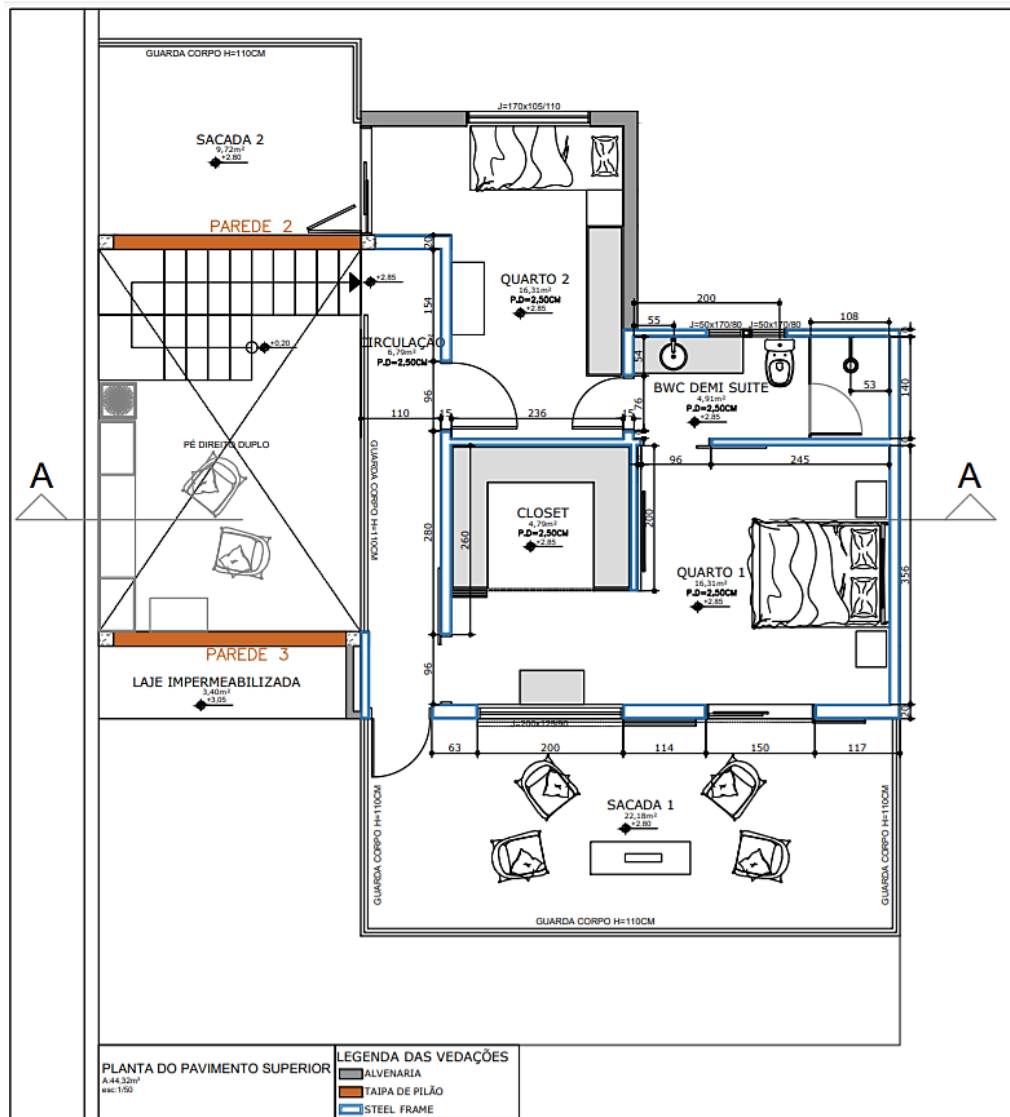 GUARDA CORPO H=110CM
J=170x105/110
SACADA 2
9,72m²
+2.80
PAREDE 2
20
+2.85
QUARTO 2
16,31m²
P.D=2,50CM
+2.85
154
200
55
J=50x170/80
J=50x170/80
108
10
CIRCULAÇÃO
6,79m²
P.D=2,50CM
+0,20
54
BWC DEMI SUITE
4,91m²
P.D=2,50CM
+2.85
53
140
96
76
110
15
236
15
PÉ DIREITO DUPLO
96
245
A
A
GUARDA CORPO H=110CM
CLOSET
4,79m²
P.D=2,50CM
+2.85
200
280
260
QUARTO 1
16,31m²
P.D=2,50CM
+2.85
356
PAREDE 3
LAJE IMPERMEABILIZADA
3,40m²
+3,05
96
20
J=200x125/90
63
200
114
150
117
SACADA 1
22,18m²
+2.80
GUARDA CORPO H=110CM
GUARDA CORPO H=110CM
GUARDA CORPO H=110CM
PLANTA DO PAVIMENTO SUPERIOR
A:44,32m²
esc:1/50
LEGENDA DAS VEDAÇÕES
ALVENARIA
TAIPA DE PILÃO
STEEL FRAME